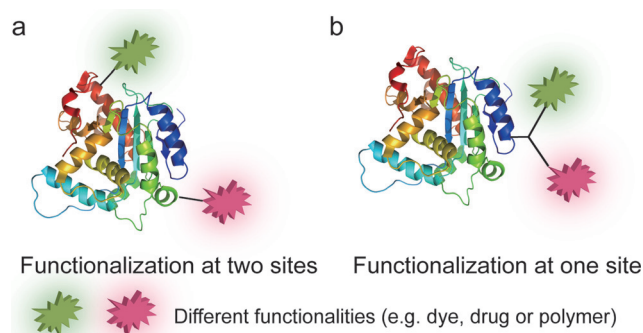 a
b
Functionalization at two sites
Functionalization at one site
Different functionalities (e.g. dye, drug or polymer)